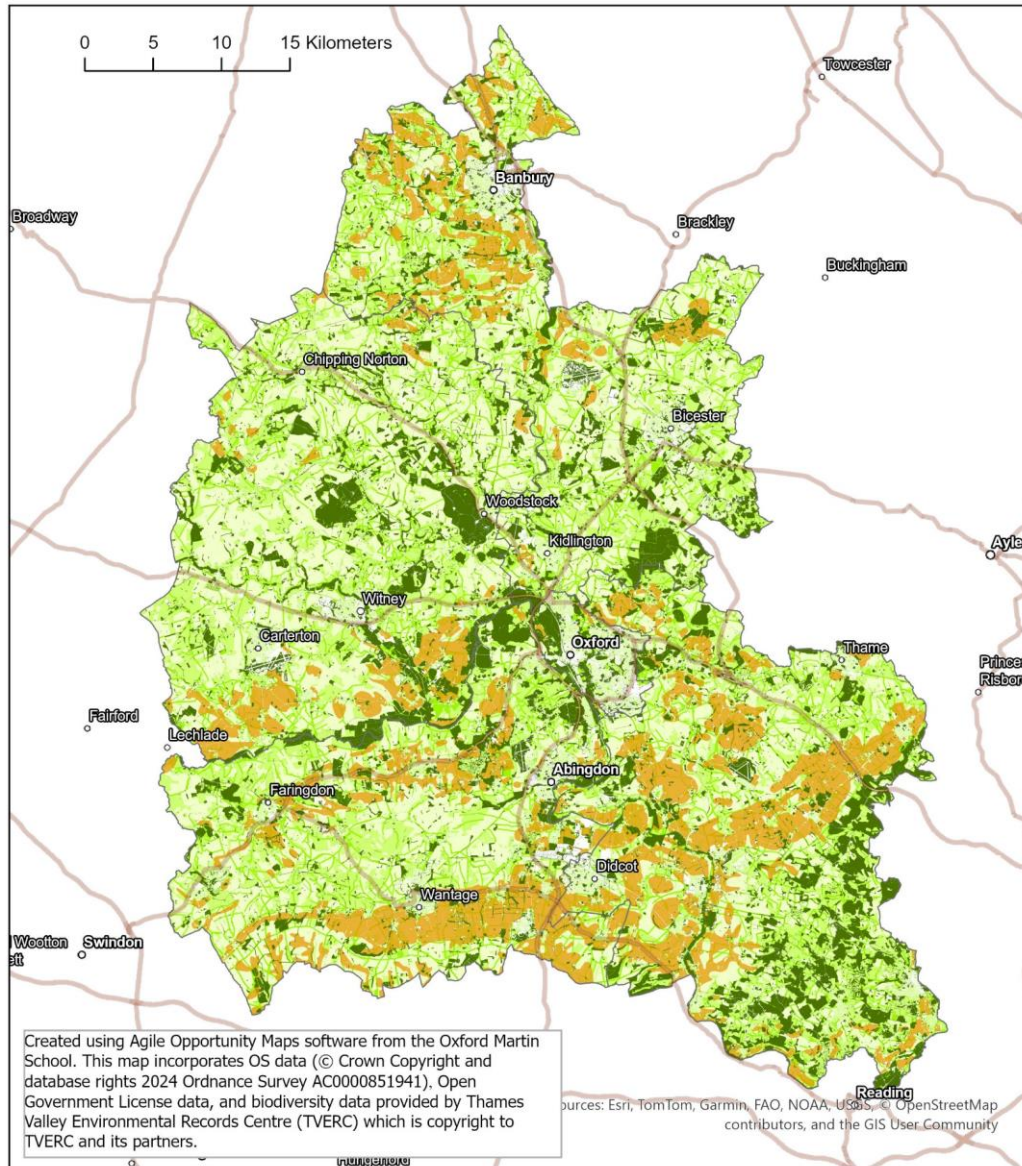 0 5 10 15 Kilometers
Towcester
Banbury
Broadway
Brackley
Buckingham
Chipping Norton
Bicester
Woodstock
Kidlington
Ayle
Witney
Carterton
Oxford
Thame
Princes
Risbor
Fairford
Lechlade
Abingdon
Faringdon
Didcot
Wantage
Wootton
ett
Swindon
Created using Agile Opportunity Maps software from the Oxford Martin
School. This map incorporates OS data (© Crown Copyright and
database rights 2024 Ordnance Survey AC0000851941), Open
Government License data, and biodiversity data provided by Thames
Valley Environmental Records Centre (TVERC) which is copyright to
TVERC and its partners.
Reading
ources: Esri, TomTom, Garmin, FAO, NOAA, USGS, © OpenStreetMap
contributors, and the GIS User Community
Hungerford